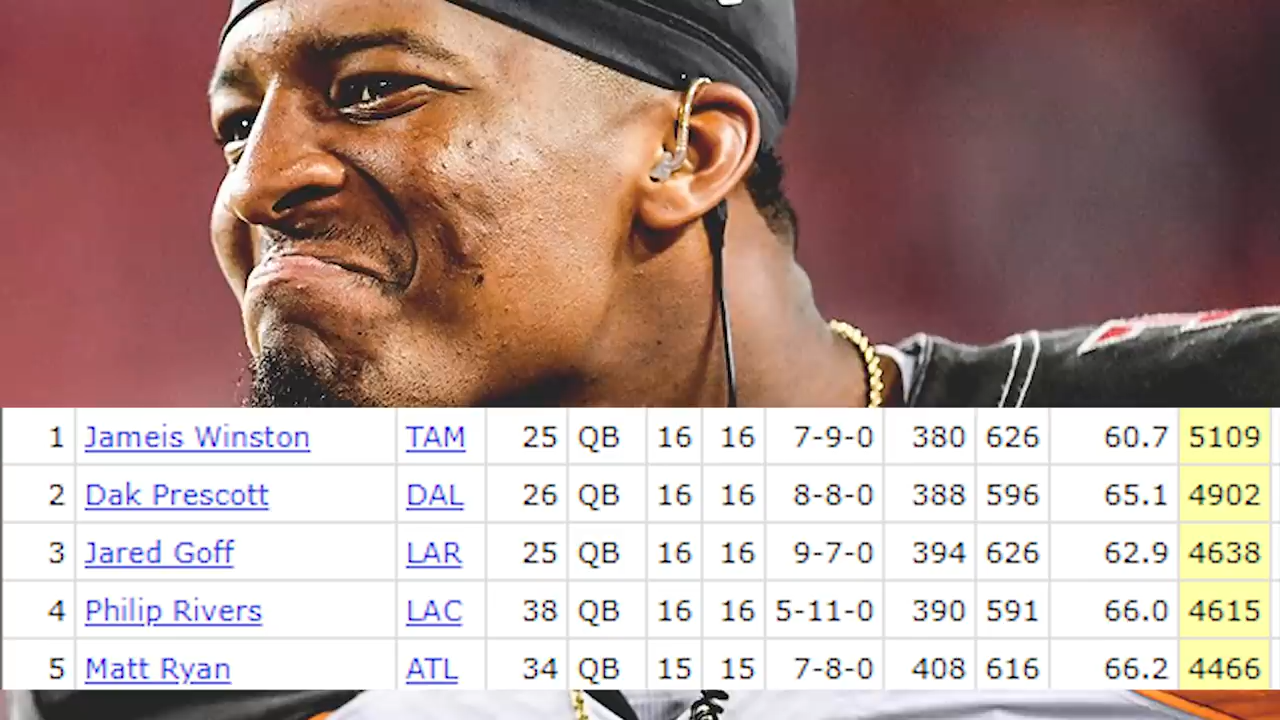 1 Jameis Winston TAM 25 QB 16 16 7-9-0 380 626 60.7 5109
2 Dak Prescott DAL 26 QB 16 16 8-8-0 388 596 65.1 4902
3 Jared Goff LAR 25 QB 16 16 9-7-0 394 626 62.9 4638
4 Philip Rivers LAC 38 QB 16 16 5-11-0 390 591 66.0 4615
5 Matt Ryan ATL 34 QB 15 15 7-8-0 408 616 66.2 4466